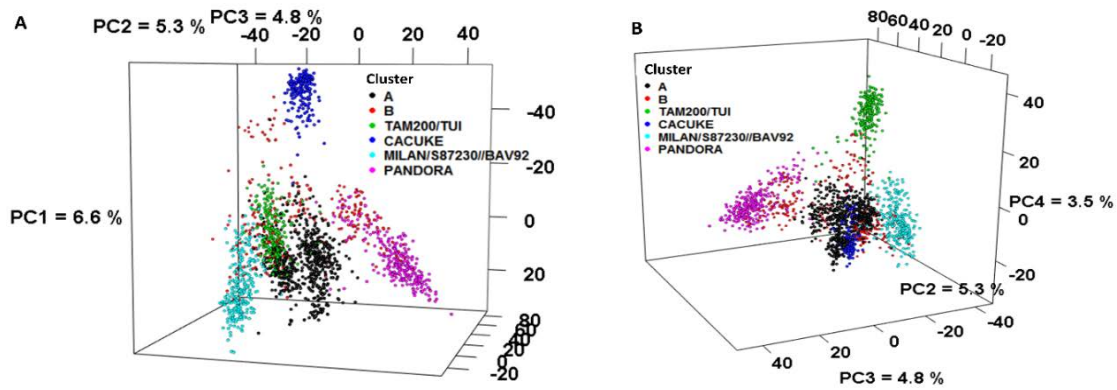 A
PC2 = 5.3 %
PC3 = 4.8 %
-40 -20 0 20 40
Cluster
A
B
TAM200/TUI
CACUKE
MILAN/S87230//BAV92
PANDORA
-40
-20
PC1 = 6.6 %
0
20
80
60
40
20
0
-20
B
80 60 40 20 0 -20
Cluster
A
B
TAM200/TUI
CACUKE
MILAN/S87230//BAV92
PANDORA
40
20
PC4 = 3.5 %
0
-20
PC2 = 5.3 %
-40
-20
0
20
40
PC3 = 4.8 %